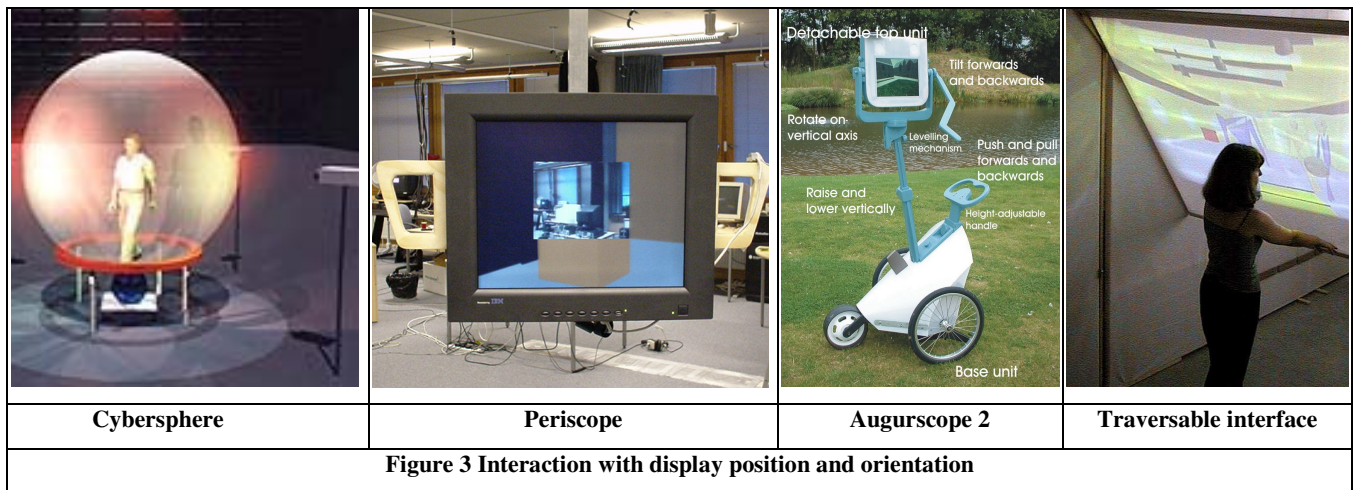 Detachable top unit
Tilt forwards
and backwards
Rotate on
vertical axis
Levelling
mechanism
Push and pull
forwards and
backwards
Raise and
lower vertically
Height-adjustable
handle
Base unit
IBM
Cybersphere
Periscope
Augurscope 2
Traversable interface
Figure 3 Interaction with display position and orientation